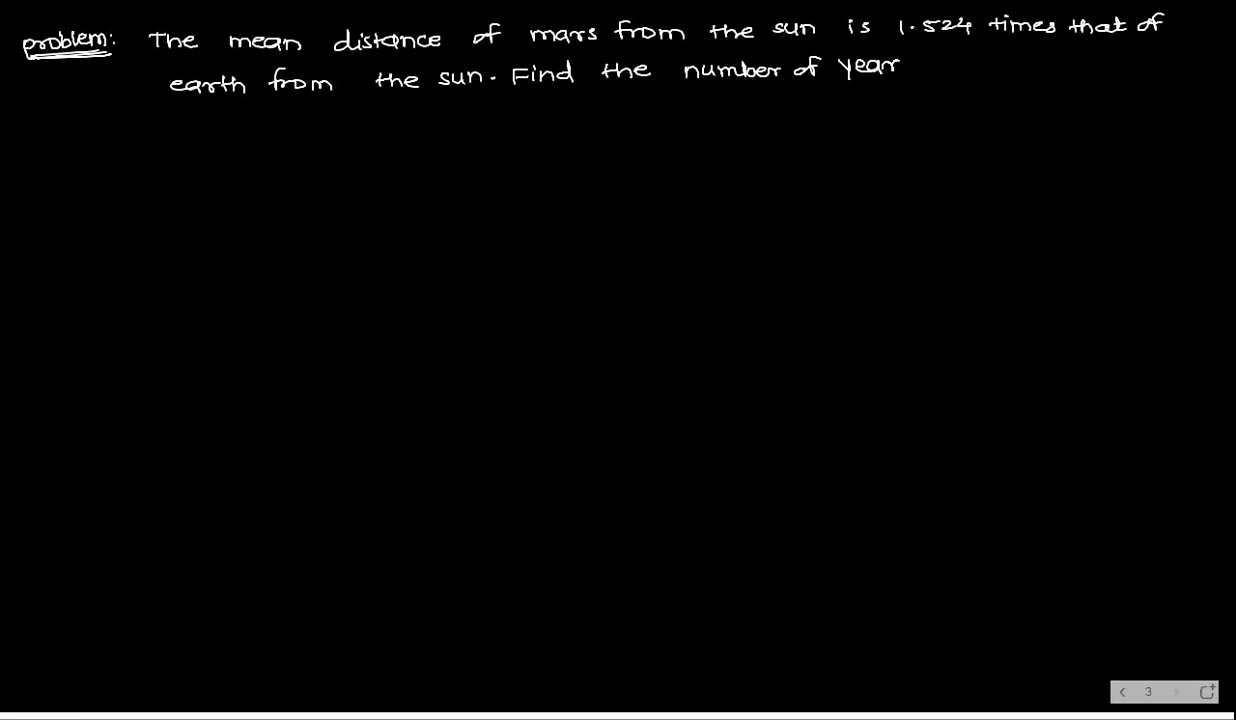 problem: The mean distance of mars from the sun is 1.524 times that of
earth from the sun. Find the number of year
3